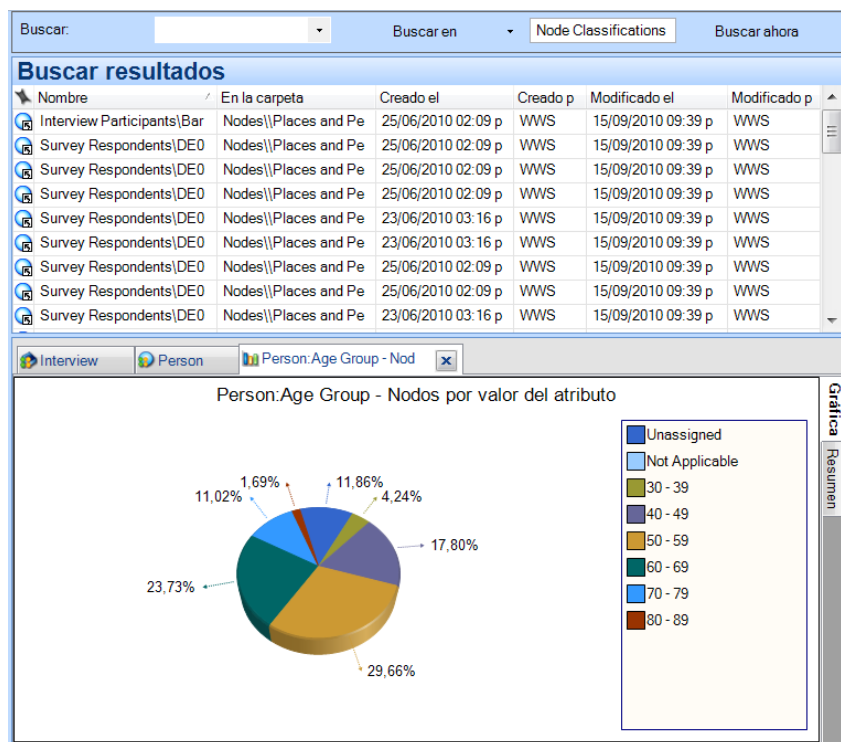 Buscar: Buscar en Node Classifications Buscar ahora
Buscar resultados
Nombre En la carpeta Creado el Creado p Modificado el Modificado p
Interview Participants\Bar Nodes\\Places and Pe 25/06/2010 02:09 p WWS 15/09/2010 09:39 p WWS
Survey Respondents\DE0 Nodes\\Places and Pe 25/06/2010 02:09 p WWS 15/09/2010 09:39 p WWS
Survey Respondents\DE0 Nodes\\Places and Pe 25/06/2010 02:09 p WWS 15/09/2010 09:39 p WWS
Survey Respondents\DE0 Nodes\\Places and Pe 25/06/2010 02:09 p WWS 15/09/2010 09:39 p WWS
Survey Respondents\DE0 Nodes\\Places and Pe 23/06/2010 03:16 p WWS 15/09/2010 09:39 p WWS
Survey Respondents\DE0 Nodes\\Places and Pe 23/06/2010 03:16 p WWS 15/09/2010 09:39 p WWS
Survey Respondents\DE0 Nodes\\Places and Pe 25/06/2010 02:09 p WWS 15/09/2010 09:39 p WWS
Survey Respondents\DE0 Nodes\\Places and Pe 25/06/2010 02:09 p WWS 15/09/2010 09:39 p WWS
Survey Respondents\DE0 Nodes\\Places and Pe 23/06/2010 03:16 p WWS 15/09/2010 09:39 p WWS
Interview Person Person:Age Group - Nod
Person:Age Group - Nodos por valor del atributo
Gráfica
Resumen
Unassigned
Not Applicable
30 - 39
40 - 49
50 - 59
60 - 69
70 - 79
80 - 89
1,69% 11,86%
11,02% 4,24%
17,80%
23,73%
29,66%